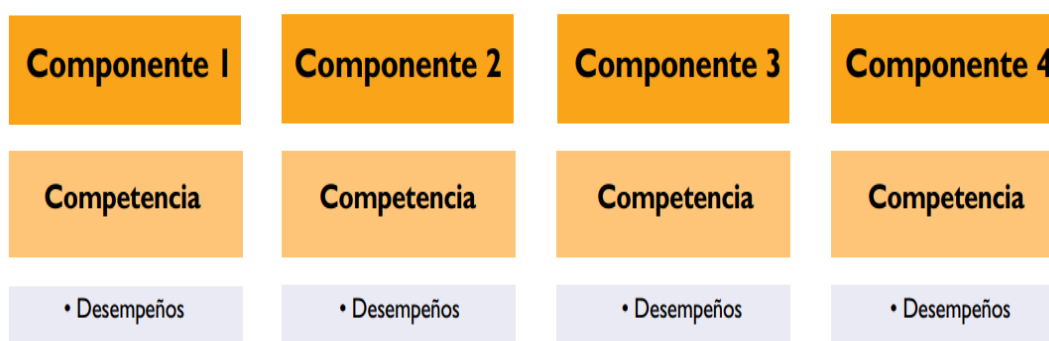 Componente 1
Componente 2
Componente 3
Componente 4
Competencia
Competencia
Competencia
Competencia
• Desempeños
• Desempeños
• Desempeños
• Desempeños